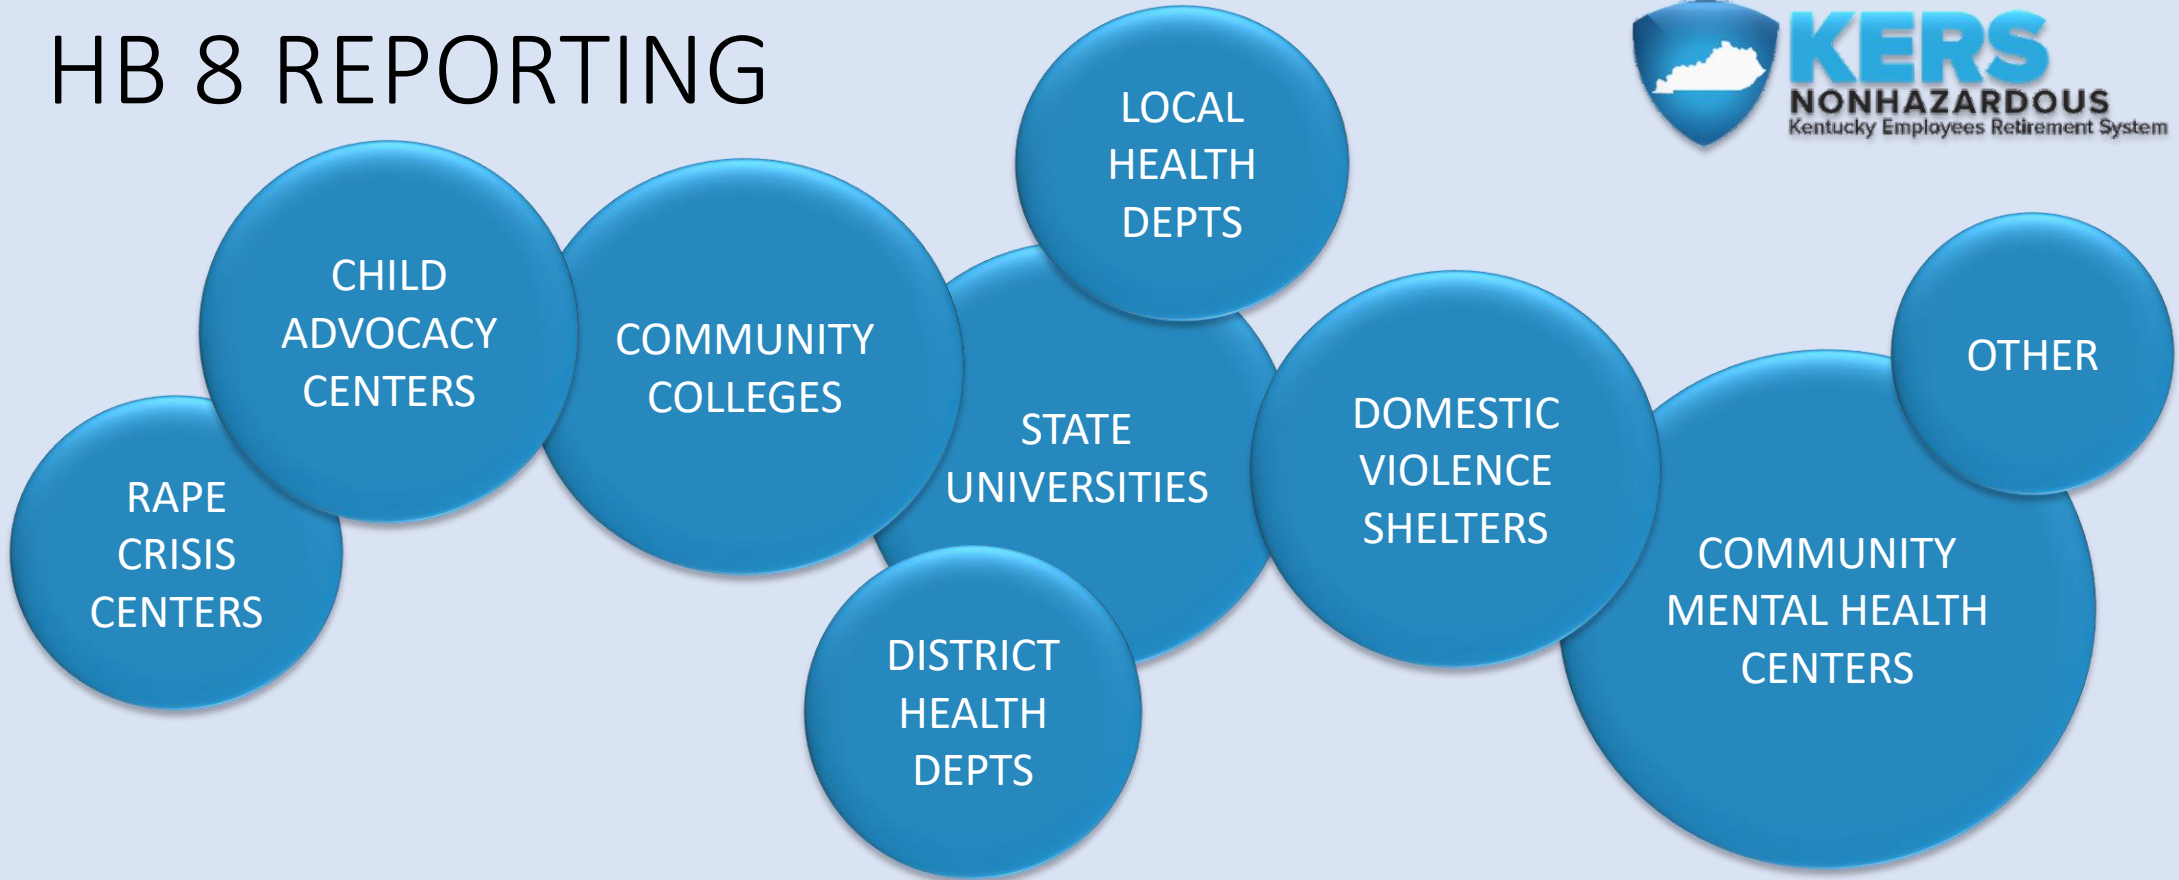 HB 8 REPORTING
KERS
NONHAZARDOUS
Kentucky Employees Retirement System
LOCAL
HEALTH
DEPTS
CHILD
ADVOCACY
CENTERS
COMMUNITY
COLLEGES
OTHER
STATE
UNIVERSITIES
DOMESTIC
VIOLENCE
SHELTERS
RAPE
CRISIS
CENTERS
COMMUNITY
MENTAL HEALTH
CENTERS
DISTRICT
HEALTH
DEPTS